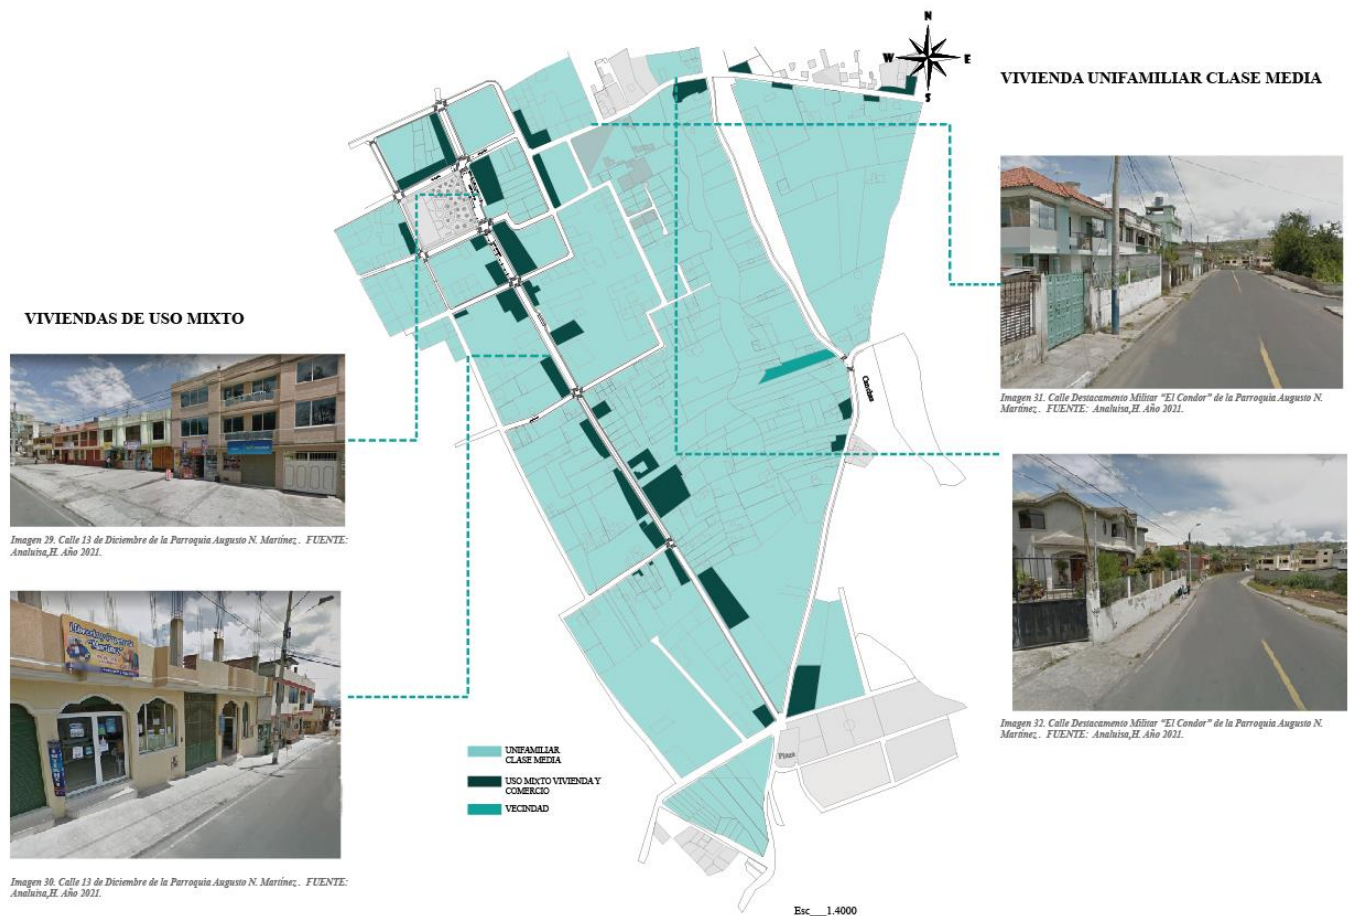 N
W
E
S
VIVIENDA UNIFAMILIAR CLASE MEDIA
Imagen 31. Calle Destacamento Militar "El Condor" de la Parroquia Augusto N.
Martínez . FUENTE: Analuisa,H. Año 2021.
Imagen 32. Calle Destacamento Militar "El Condor" de la Parroquia Augusto N.
Martínez . FUENTE: Analuisa,H. Año 2021.
VIVIENDAS DE USO MIXTO
Imagen 29. Calle 13 de Diciembre de la Parroquia Augusto N. Martínez . FUENTE:
Analuisa,H. Año 2021.
Imagen 30. Calle 13 de Diciembre de la Parroquia Augusto N. Martínez . FUENTE:
Analuisa,H. Año 2021.
Plaza
UNIFAMILIAR
CLASE MEDIA
USO MIXTO VIVIENDA Y
COMERCIO
VECINDAD
Esc___1.4000